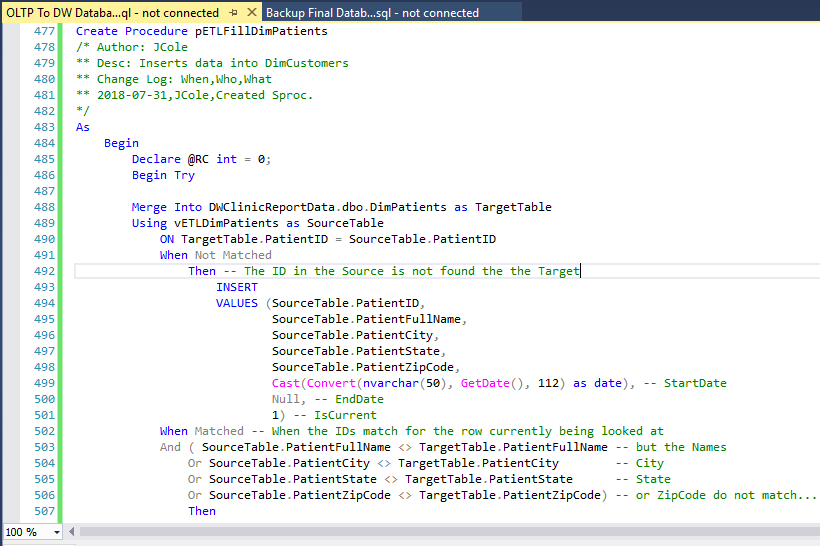 OLTP To DW Databa...ql - not connected
Backup Final Datab...sql - not connected
477 Create Procedure pETLFillDimPatients
478 /* Author: JCole
479 ** Desc: Inserts data into DimCustomers
480 ** Change Log: When,Who,What
481 ** 2018-07-31,JCole,Created Sproc.
482 */
483 As
484 Begin
485 Declare @RC int = 0;
486 Begin Try
487
488 Merge Into DWClinicReportData.dbo.DimPatients as TargetTable
489 Using vETLDimPatients as SourceTable
490 ON TargetTable.PatientID = SourceTable.PatientID
491 When Not Matched
492 Then -- The ID in the Source is not found the the Target
493 INSERT
494 VALUES (SourceTable.PatientID,
495 SourceTable.PatientFullName,
496 SourceTable.PatientCity,
497 SourceTable.PatientState,
498 SourceTable.PatientZipCode,
499 Cast(Convert(nvarchar(50), GetDate(), 112) as date), -- StartDate
500 Null, -- EndDate
501 1) -- IsCurrent
502 When Matched -- When the IDs match for the row currently being looked at
503 And ( SourceTable.PatientFullName <> TargetTable.PatientFullName -- but the Names
504 Or SourceTable.PatientCity <> TargetTable.PatientCity -- City
505 Or SourceTable.PatientState <> TargetTable.PatientState -- State
506 Or SourceTable.PatientZipCode <> TargetTable.PatientZipCode) -- or ZipCode do not match...
507 Then
100 %